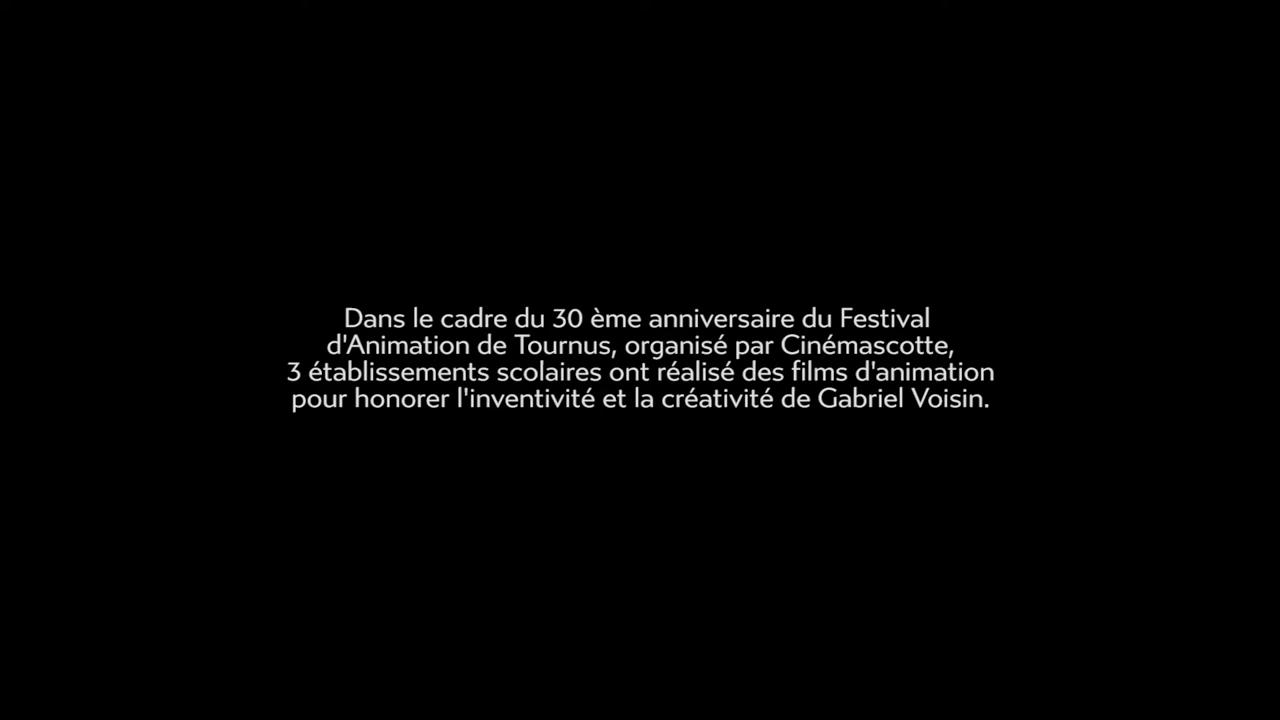 Dans le cadre du 30 ème anniversaire du Festival
d'Animation de Tournus, organisé par Cinémascotte,
3 établissements scolaires ont réalisé des films d'animation
pour honorer l'inventivité et la créativité de Gabriel Voisin.